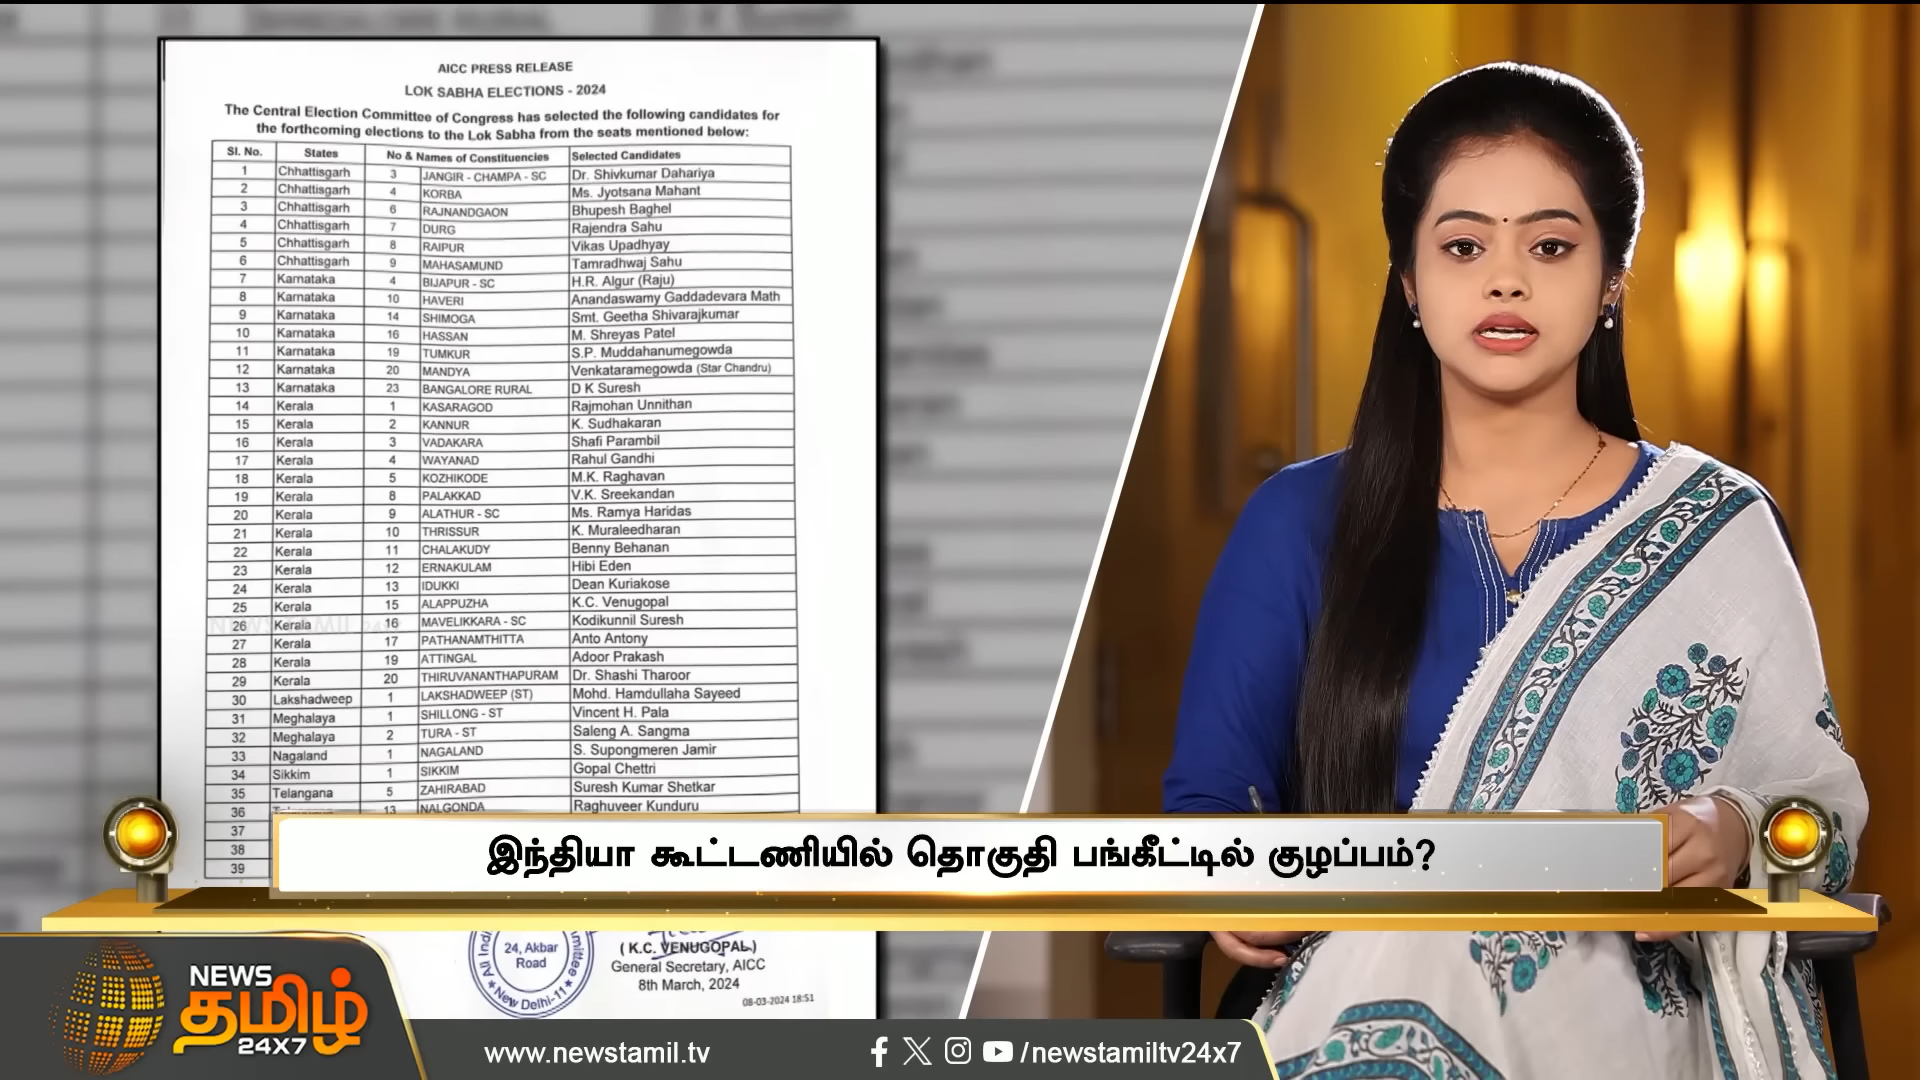 AICC PRESS RELEASE
LOK SABHA ELECTIONS - 2024
The Central Election Committee of Congress has selected the following candidates for
the forthcoming elections to the Lok Sabha from the seats mentioned below:
Sl. No. States No & Names of Constituencies Selected Candidates
1 Chhattisgarh 3 JANGIR - CHAMPA - SC Dr. Shivkumar Dahariya
2 Chhattisgarh 4 KORBA Ms. Jyotsana Mahant
3 Chhattisgarh 6 RAJNANDGAON Bhupesh Baghel
4 Chhattisgarh 7 DURG Rajendra Sahu
5 Chhattisgarh 8 RAIPUR Vikas Upadhyay
6 Chhattisgarh 9 MAHASAMUND Tamradhwaj Sahu
7 Karnataka 4 BIJAPUR - SC H.R. Algur (Raju)
8 Karnataka 10 HAVERI Anandaswamy Gaddadevara Math
9 Karnataka 14 SHIMOGA Smt. Geetha Shivarajkumar
10 Karnataka 16 HASSAN M. Shreyas Patel
11 Karnataka 19 TUMKUR S.P. Muddahanumegowda
12 Karnataka 20 MANDYA Venkataramegowda (Star Chandru)
13 Karnataka 23 BANGALORE RURAL D K Suresh
14 Kerala 1 KASARAGOD Rajmohan Unnithan
15 Kerala 2 KANNUR K. Sudhakaran
16 Kerala 3 VADAKARA Shafi Parambil
17 Kerala 4 WAYANAD Rahul Gandhi
18 Kerala 5 KOZHIKODE M.K. Raghavan
19 Kerala 8 PALAKKAD V.K. Sreekandan
20 Kerala 9 ALATHUR - SC Ms. Ramya Haridas
21 Kerala 10 THRISSUR K. Muraleedharan
22 Kerala 11 CHALAKUDY Benny Behanan
23 Kerala 12 ERNAKULAM Hibi Eden
24 Kerala 13 IDUKKI Dean Kuriakose
25 Kerala 15 ALAPPUZHA K.C. Venugopal
26 Kerala 16 MAVELIKKARA - SC Kodikunnil Suresh
27 Kerala 17 PATHANAMTHITTA Anto Antony
28 Kerala 19 ATTINGAL Adoor Prakash
29 Kerala 20 THIRUVANANTHAPURAM Dr. Shashi Tharoor
30 Lakshadweep 1 LAKSHADWEEP (ST) Mohd. Hamdullaha Sayeed
31 Meghalaya 1 SHILLONG - ST Vincent H. Pala
32 Meghalaya 2 TURA - ST Saleng A. Sangma
33 Nagaland 1 NAGALAND S. Supongmeren Jamir
34 Sikkim 1 SIKKIM Gopal Chettri
35 Telangana 5 ZAHIRABAD Suresh Kumar Shetkar
36 13 NALGONDA Raghuveer Kunduru
37
38
39
இந்தியா கூட்டணியில் தொகுதி பங்கீட்டில் குழப்பம்?
24, Akbar
Road
New Delhi-11
( K.C. VENUGOPAL )
General Secretary, AICC
8th March, 2024
08-03-2024 18:51
NEWS
தமிழ்
24X7
www.newstamil.tv
/newstamiltv24x7